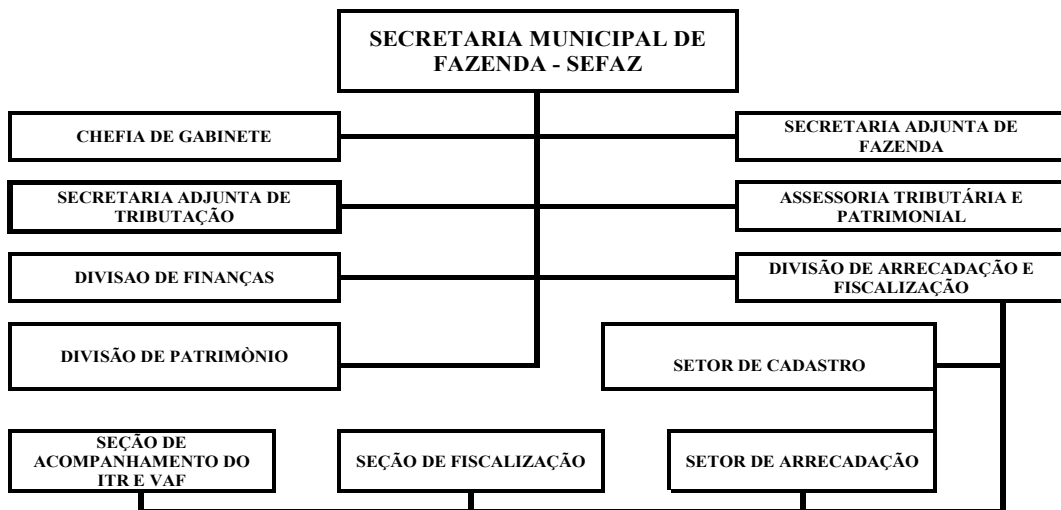 SECRETARIA MUNICIPAL DE
FAZENDA - SEFAZ
CHEFIA DE GABINETE
SECRETARIA ADJUNTA DE
FAZENDA
SECRETARIA ADJUNTA DE
TRIBUTAÇÃO
ASSESSORIA TRIBUTÁRIA E
PATRIMONIAL
DIVISAO DE FINANÇAS
DIVISÃO DE ARRECADAÇÃO E
FISCALIZAÇÃO
DIVISÃO DE PATRIMÒNIO
SETOR DE CADASTRO
SEÇÃO DE
ACOMPANHAMENTO DO
ITR E VAF
SEÇÃO DE FISCALIZAÇÃO
SETOR DE ARRECADAÇÃO